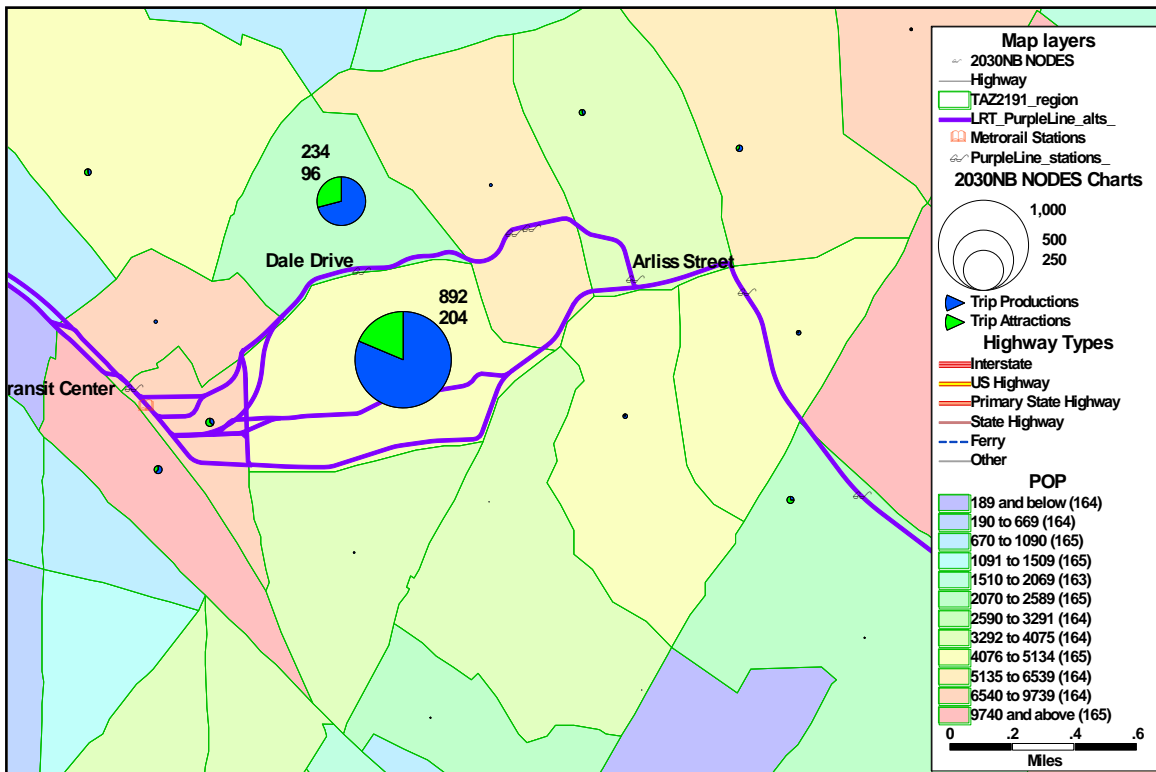 234
96
Dale Drive
Arliss Street
892
204
ransit Center
Map layers
2030NB NODES
Highway
TAZ2191_region
LRT_PurpleLine_alts_
Metrorail Stations
PurpleLine_stations_
2030NB NODES Charts
1,000
500
250
Trip Productions
Trip Attractions
Highway Types
Interstate
US Highway
Primary State Highway
State Highway
Ferry
Other
POP
189 and below (164)
190 to 669 (164)
670 to 1090 (165)
1091 to 1509 (165)
1510 to 2069 (163)
2070 to 2589 (165)
2590 to 3291 (164)
3292 to 4075 (164)
4076 to 5134 (165)
5135 to 6539 (164)
6540 to 9739 (164)
9740 and above (165)
0 .2 .4 .6
Miles